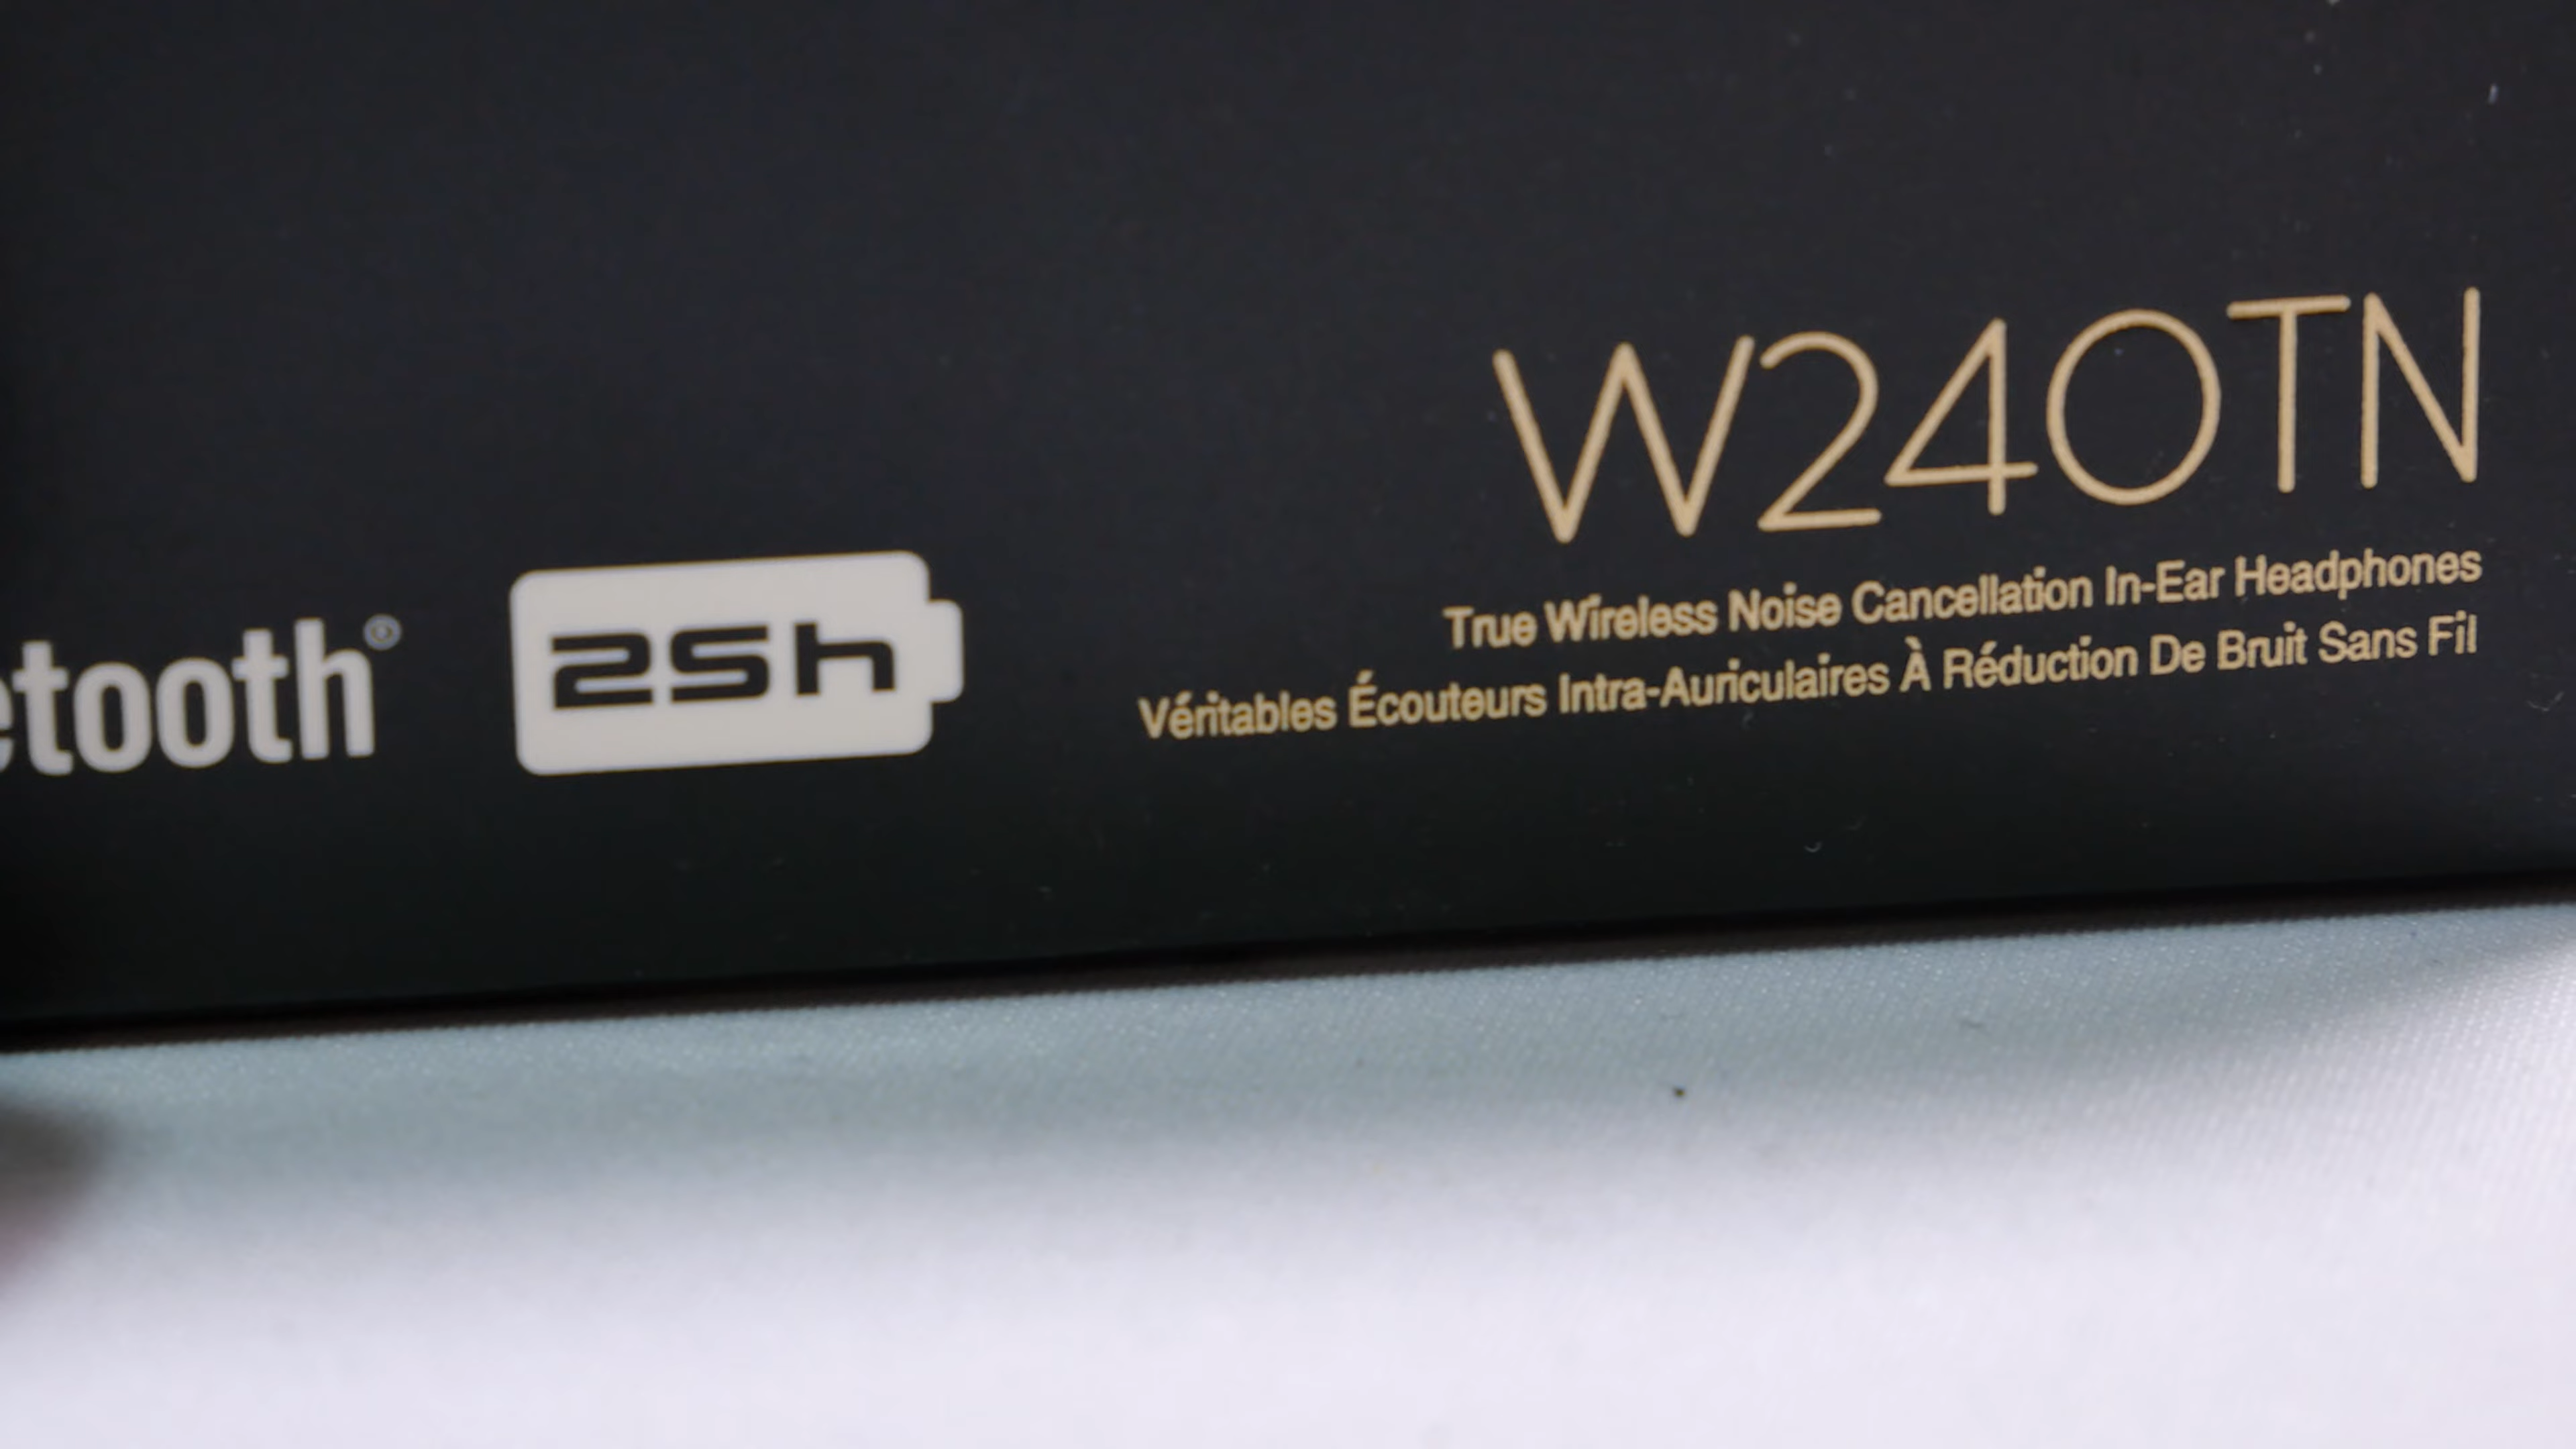 W240TN
True Wireless Noise Cancellation In-Ear Headphones
Véritables Écouteurs Intra-Auriculaires À Réduction De Bruit Sans Fil
etooth®
25h